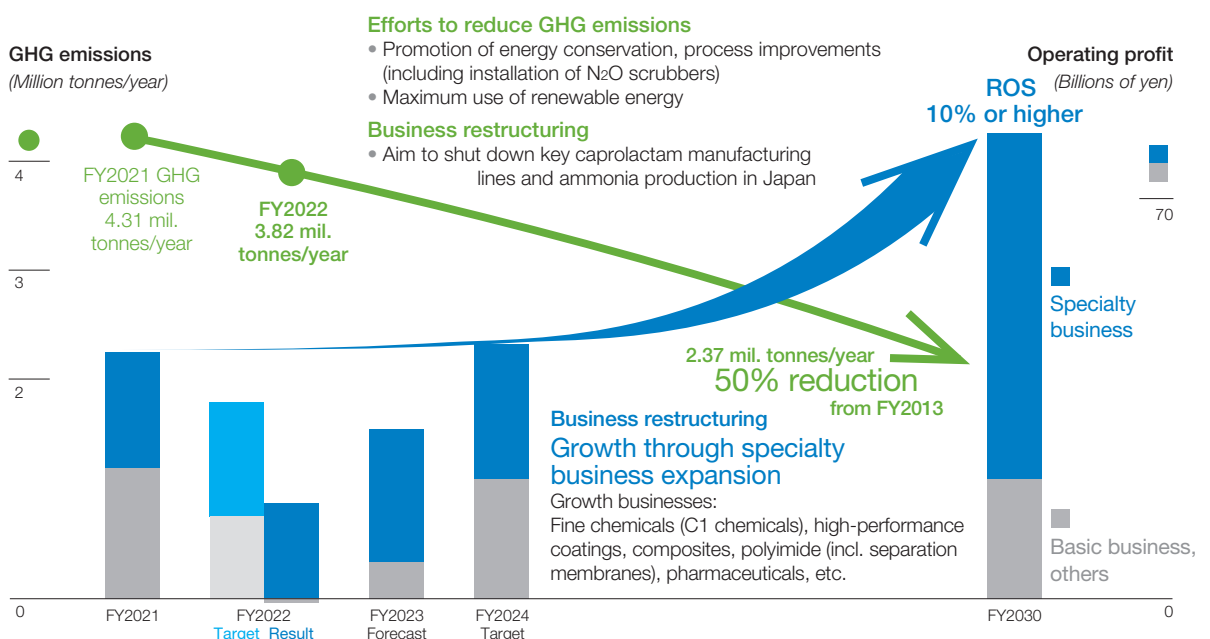 GHG emissions
(Million tonnes/year)
4
3
2
0
FY2021 GHG
emissions
4.31 mil.
tonnes/year
FY2022
3.82 mil.
tonnes/year
Efforts to reduce GHG emissions
• Promotion of energy conservation, process improvements
(including installation of N2O scrubbers)
• Maximum use of renewable energy
Business restructuring
• Aim to shut down key caprolactam manufacturing
lines and ammonia production in Japan
Operating profit
(Billions of yen)
ROS
10% or higher
70
0
2.37 mil. tonnes/year
50% reduction
from FY2013
Business restructuring
Growth through specialty
business expansion
Growth businesses:
Fine chemicals (C1 chemicals), high-performance
coatings, composites, polyimide (incl. separation
membranes), pharmaceuticals, etc.
Specialty
business
Basic business,
others
FY2021
FY2022
Target Result
FY2023
Forecast
FY2024
Target
FY2030